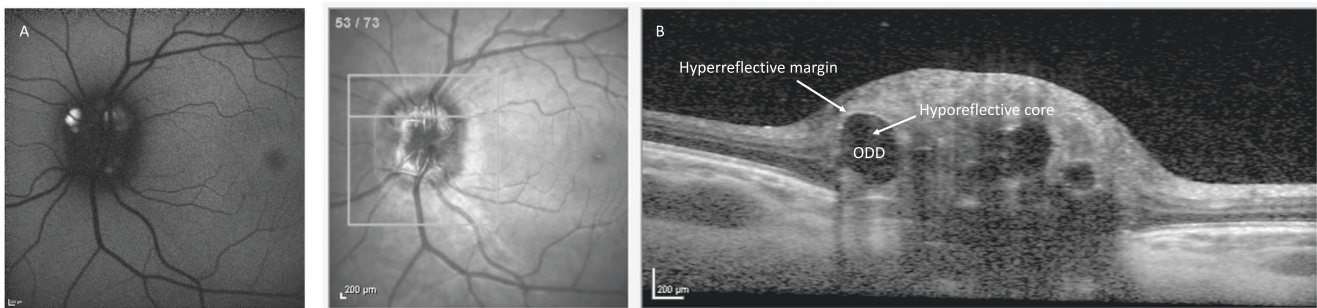 A
53 / 73
200 µm
B
Hyperreflective margin
Hyporeflective core
ODD
200 µm